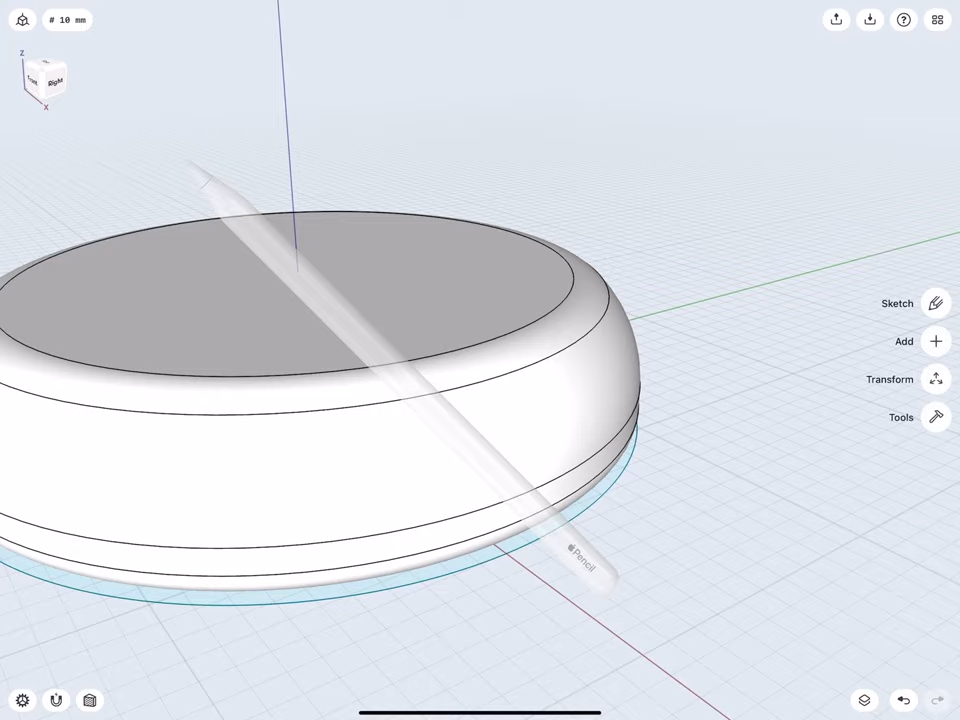 # 10 mm
Z
Front
Right
X
Sketch
Add
Transform
Tools
Pencil